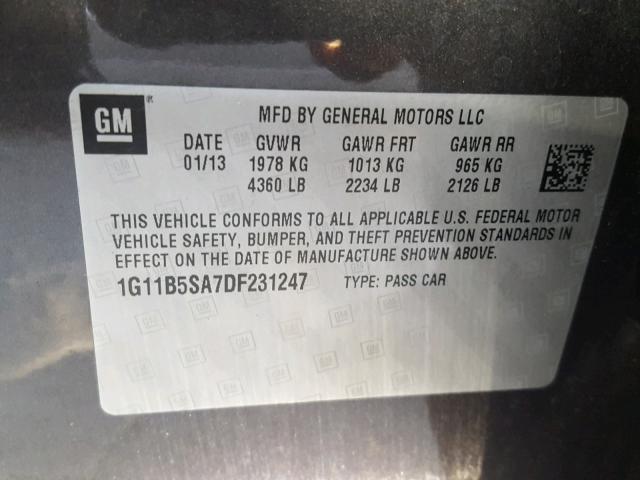 GM
MFD BY GENERAL MOTORS LLC
DATE GVWR GAWR FRT GAWR RR
01/13 1978 KG 1013 KG 965 KG
4360 LB 2234 LB 2126 LB
THIS VEHICLE CONFORMS TO ALL APPLICABLE U.S. FEDERAL MOTOR
VEHICLE SAFETY, BUMPER, AND THEFT PREVENTION STANDARDS IN
EFFECT ON THE DATE OF MANUFACTURE SHOWN ABOVE.
1G11B5SA7DF231247 TYPE: PASS CAR